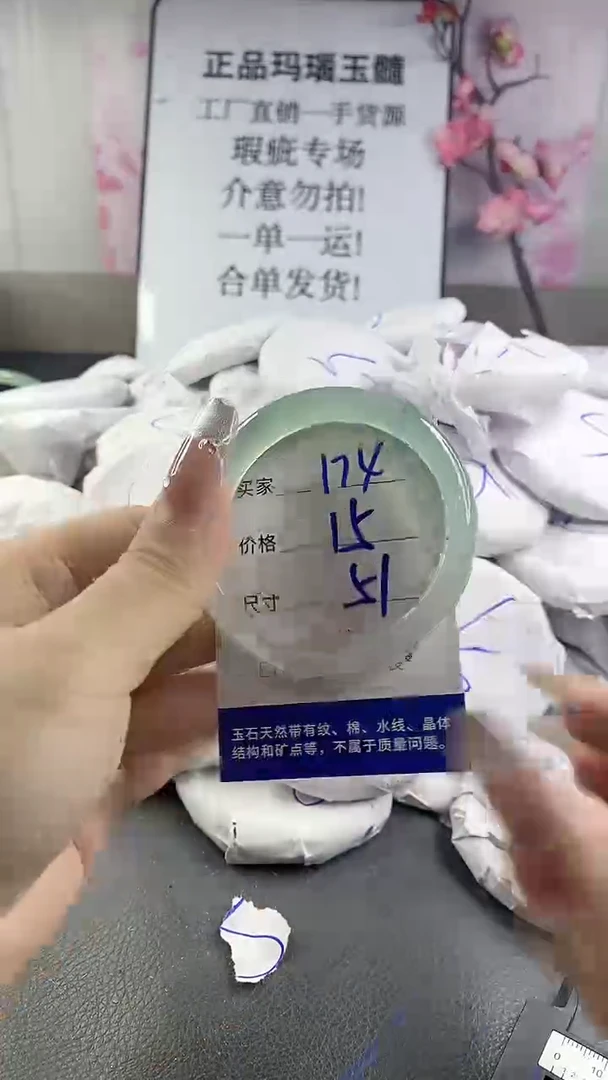 正品玛瑙玉髓
工厂直销一手货源
瑕疵专场
介意勿拍!
一单一运!
合单发货!
买家 174
价格 15
尺寸 51
玉石天然带有纹、棉、水线、晶体
结构和矿点等，不属于质量问题。
0 10